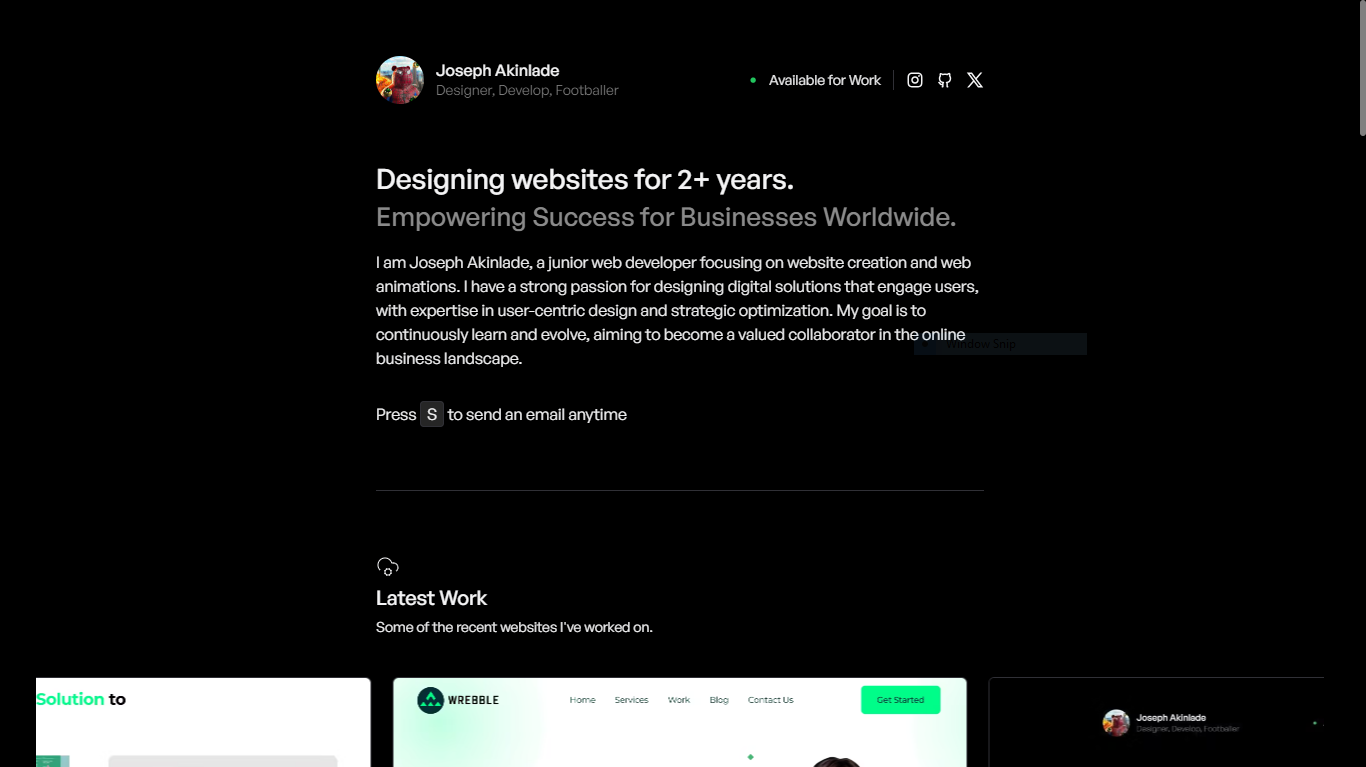 Joseph Akinlade
Designer, Develop, Footballer
Available for Work
Designing websites for 2+ years.
Empowering Success for Businesses Worldwide.
I am Joseph Akinlade, a junior web developer focusing on website creation and web
animations. I have a strong passion for designing digital solutions that engage users,
with expertise in user-centric design and strategic optimization. My goal is to
continuously learn and evolve, aiming to become a valued collaborator in the online
business landscape.
Window Snip
Press S to send an email anytime
Latest Work
Some of the recent websites I've worked on.
Solution to
WREBBLE
Home Services Work Blog Contact Us
Get Started
Joseph Akinlade
Designer, Develop, Footballer